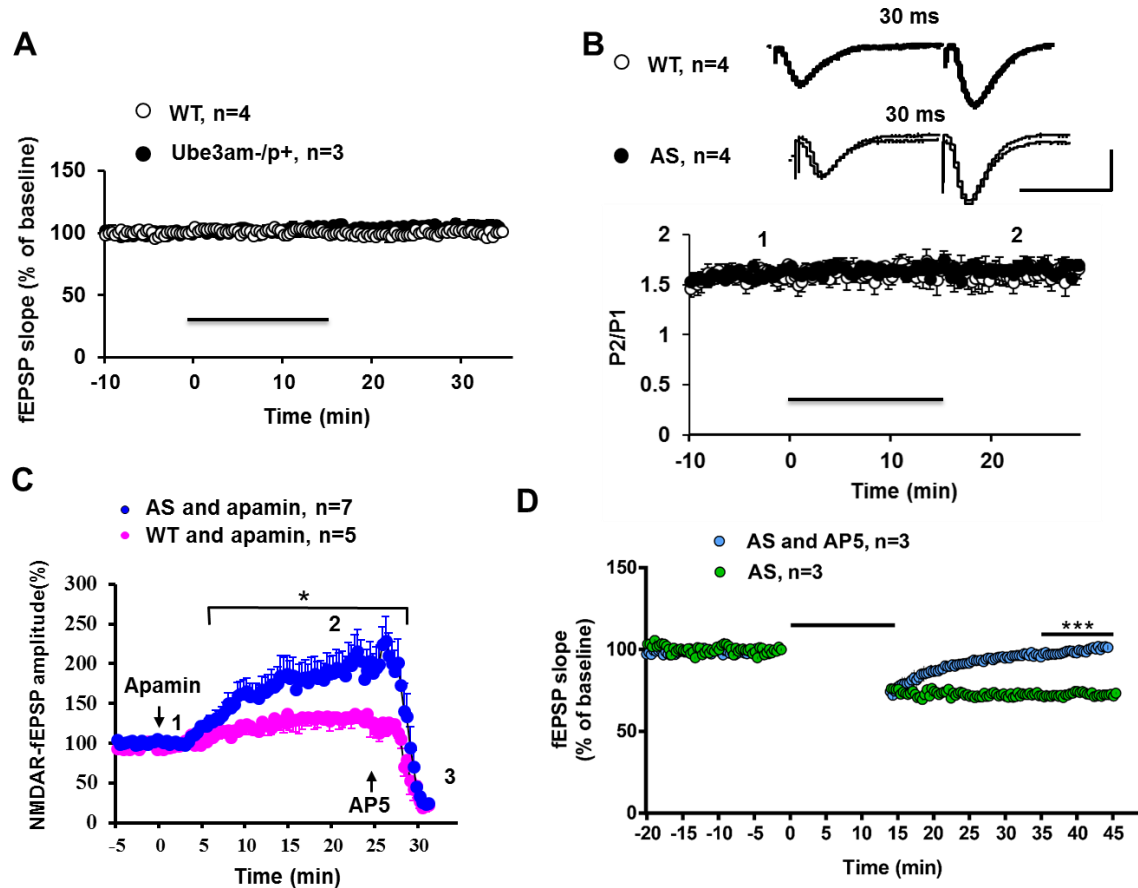 A
WT, n=4
Ube3am-/p+, n=3
fEPSP slope (% of baseline)
150
100
50
0
-10 0 10 20 30
Time (min)
B
30 ms
WT, n=4
30 ms
AS, n=4
P2/P1
2
1.5
1
0.5
0
1 2
-10 0 10 20
Time (min)
C
AS and apamin, n=7
WT and apamin, n=5
NMDAR-fEPSP amplitude(%)
300
250
200
150
100
50
0
*
2
Apamin
1
3
AP5
-5 0 5 10 15 20 25 30
Time (min)
D
AS and AP5, n=3
AS, n=3
fEPSP slope
(% of baseline)
150
100
50
0
***
-20 -15 -10 -5 0 5 10 15 20 25 30 35 40 45
Time (min)